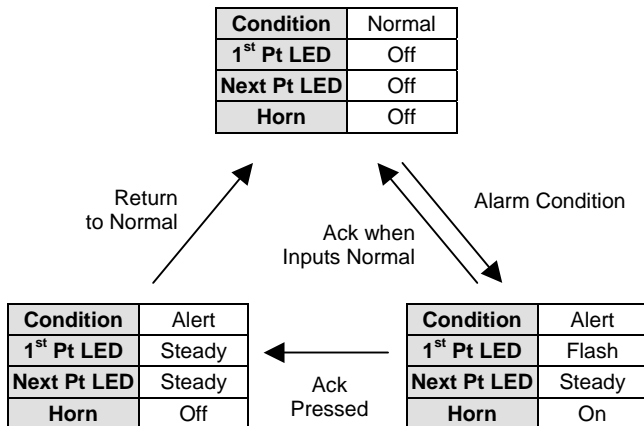 Condition Normal
1st Pt LED Off
Next Pt LED Off
Horn Off
Return
to Normal
Alarm Condition
Ack when
Inputs Normal
Condition Alert
1st Pt LED Steady
Next Pt LED Steady
Horn Off
Ack
Pressed
Condition Alert
1st Pt LED Flash
Next Pt LED Steady
Horn On